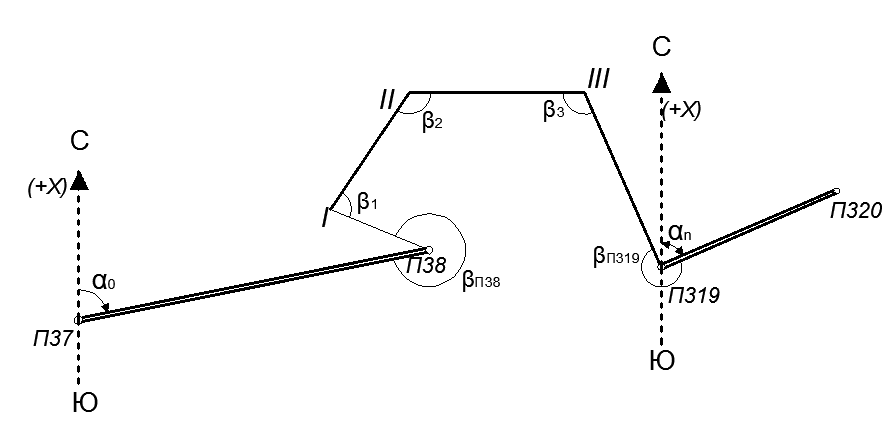 С
(+X)
α0
П37
Ю
I
II
III
β1
β2
β3
П38
βП38
С
(+X)
αn
βП319
П319
П320
Ю